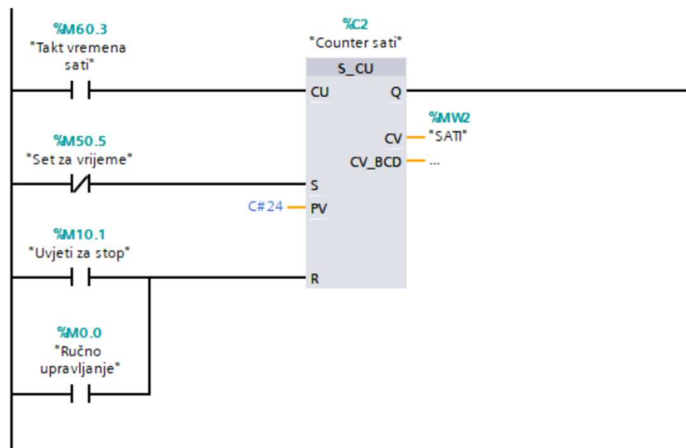 %M60.3
"Takt vremena
sati"
%C2
"Counter sati"
S_CU
CU
Q
%MW2
CV
"SATI"
CV_BCD
...
%M50.5
"Set za vrijeme"
S
C#24
PV
%M10.1
"Uvjeti za stop"
R
%M0.0
"Ručno
upravljanje"